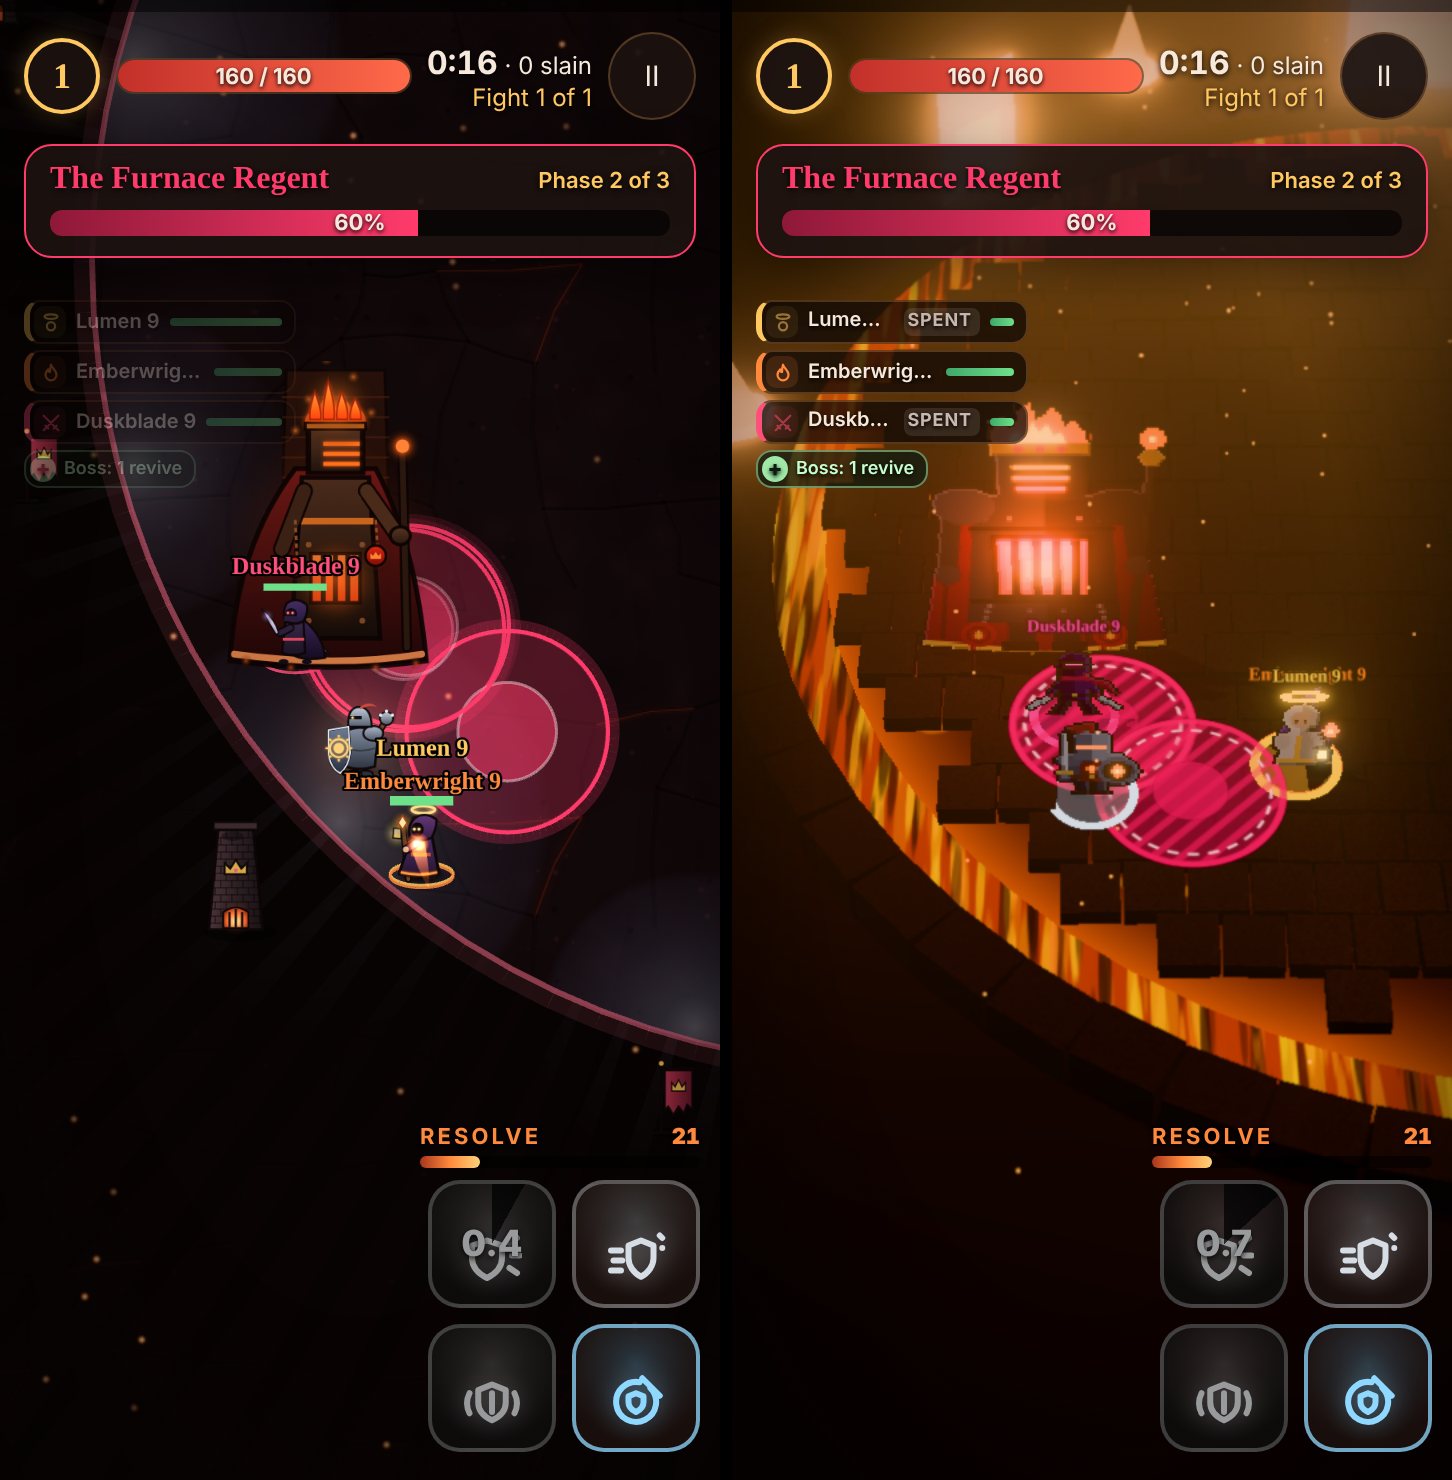 1
160 / 160
0:16 · 0 slain
Fight 1 of 1
The Furnace Regent
Phase 2 of 3
60%
Lumen 9
Emberwrig...
Duskblade 9
Boss: 1 revive
Duskblade 9
Lumen 9
Emberwright 9
RESOLVE
21
0.4
1
160 / 160
0:16 · 0 slain
Fight 1 of 1
The Furnace Regent
Phase 2 of 3
60%
Lume... SPENT
Emberwrig...
Duskb... SPENT
Boss: 1 revive
Duskblade 9
Lumen 9
RESOLVE
21
0.7